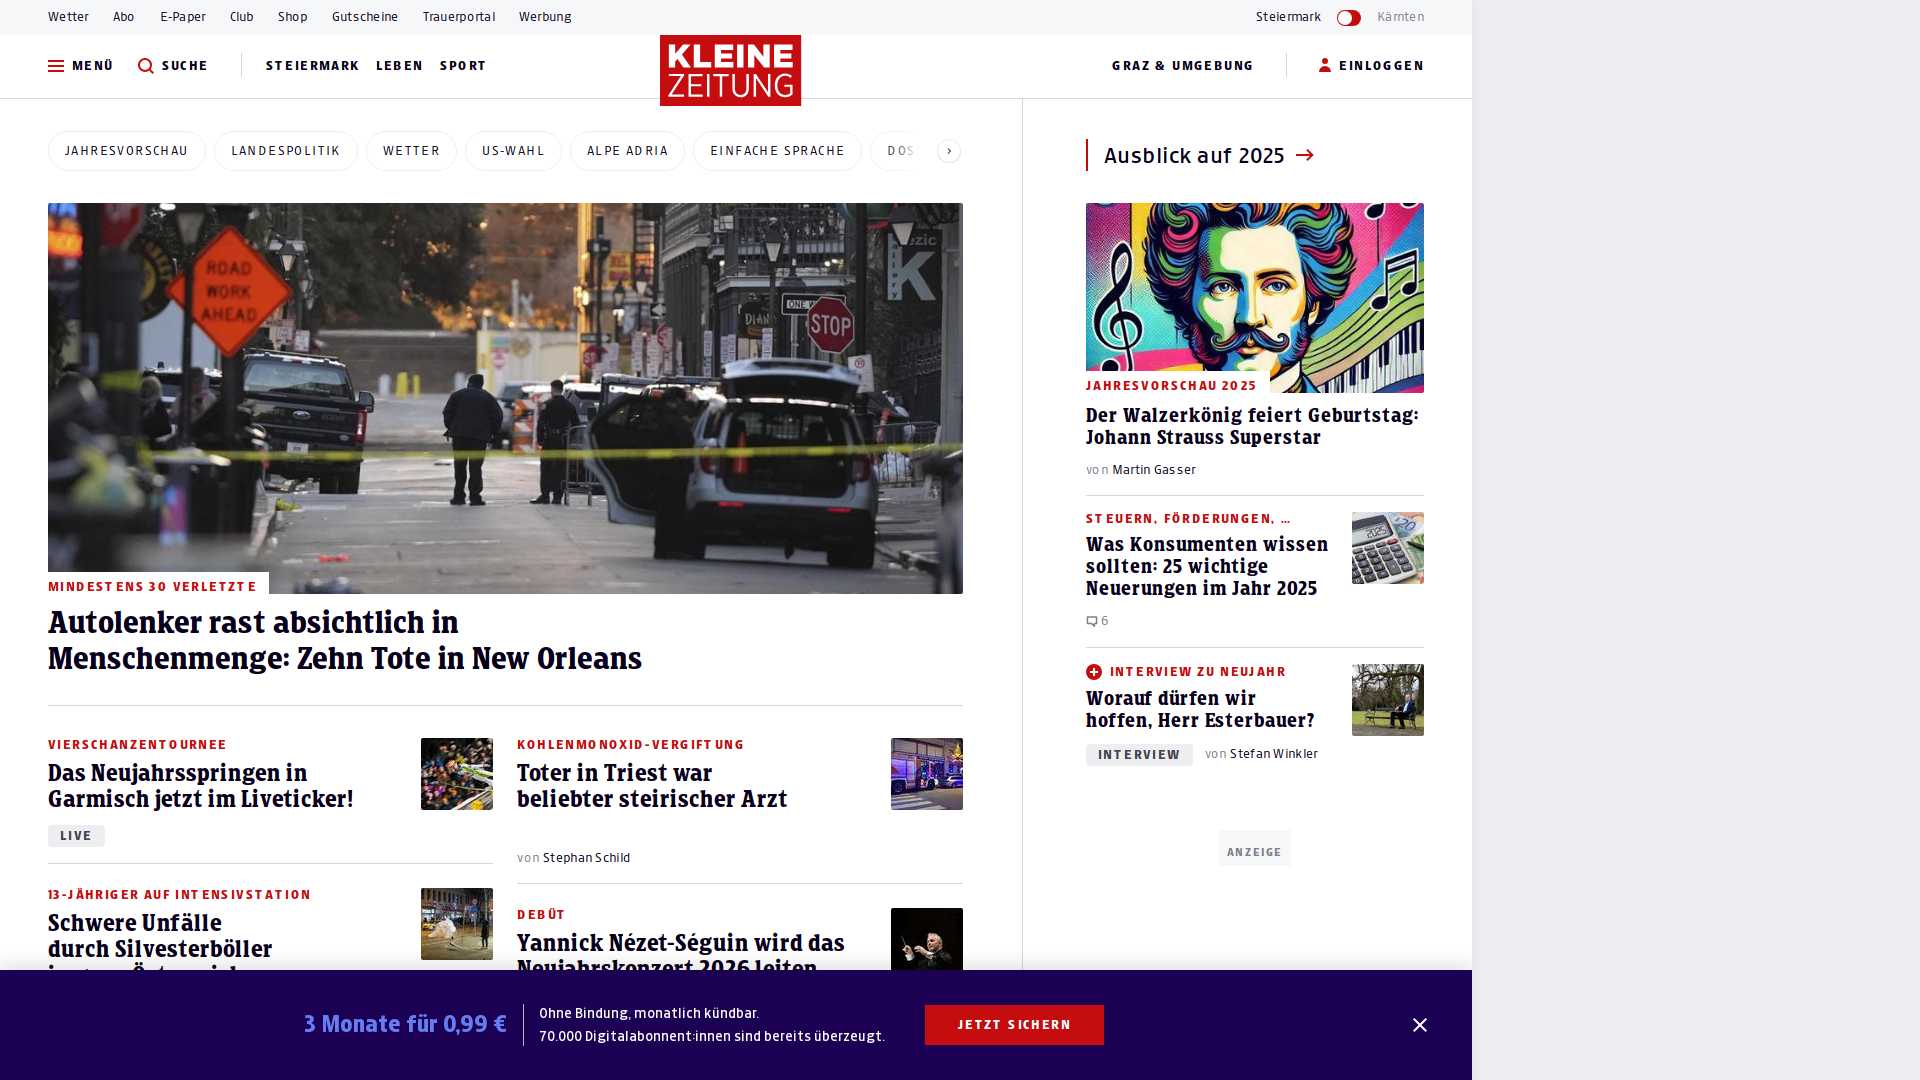 Wetter Abo E-Paper Club Shop Gutscheine Trauerportal Werbung Steiermark Kärnten
MENÜ SUCHE STEIERMARK LEBEN SPORT KLEINE ZEITUNG GRAZ & UMGEBUNG EINLOGGEN
JAHRESVORSCHAU LANDESPOLITIK WETTER US-WAHL ALPE ADRIA EINFACHE SPRACHE DOS
ROAD
WORK
AHEAD
ONE
STOP
MINDESTENS 30 VERLETZTE
Autolenker rast absichtlich in
Menschenmenge: Zehn Tote in New Orleans
VIERSCHANZENTOURNEE
Das Neujahrsspringen in
Garmisch jetzt im Liveticker!
LIVE
13-JÄHRIGER AUF INTENSIVSTATION
Schwere Unfälle
durch Silvesterböller
KOHLENMONOXID-VERGIFTUNG
Toter in Triest war
beliebter steirischer Arzt
von Stephan Schild
DEBÜT
Yannick Nézet-Séguin wird das
Neujahrskonzert 2026 leiten
Ausblick auf 2025
JAHRESVORSCHAU 2025
Der Walzerkönig feiert Geburtstag:
Johann Strauss Superstar
von Martin Gasser
STEUERN, FÖRDERUNGEN, …
Was Konsumenten wissen
sollten: 25 wichtige
Neuerungen im Jahr 2025
6
INTERVIEW ZU NEUJAHR
Worauf dürfen wir
hoffen, Herr Esterbauer?
INTERVIEW von Stefan Winkler
ANZEIGE
3 Monate für 0,99 €
Ohne Bindung, monatlich kündbar.
70.000 Digitalabonnent:innen sind bereits überzeugt.
JETZT SICHERN